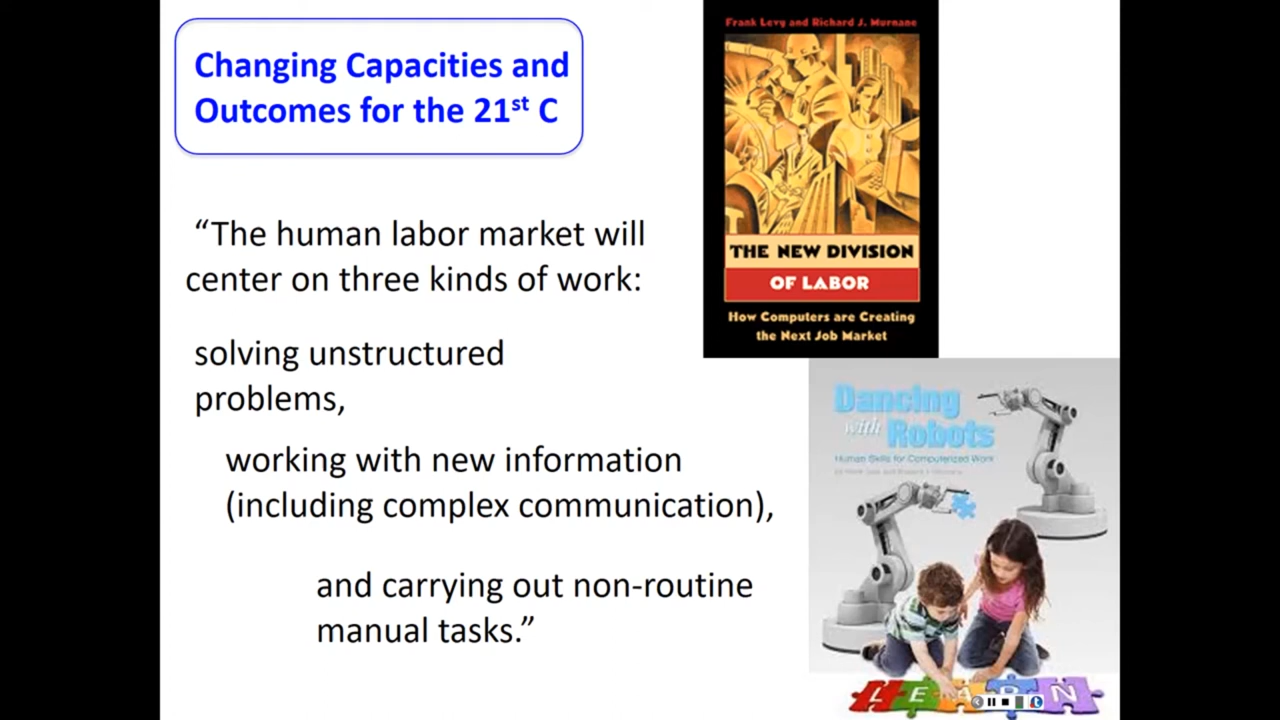 Changing Capacities and
Outcomes for the 21st C
“The human labor market will
center on three kinds of work:
solving unstructured
problems,
working with new information
(including complex communication),
and carrying out non-routine
manual tasks.”
Frank Levy and Richard J. Murnane
THE NEW DIVISION
OF LABOR
How Computers are Creating
the Next Job Market
Dancing
with Robots
Human Skills for Computerized Work
LEARN